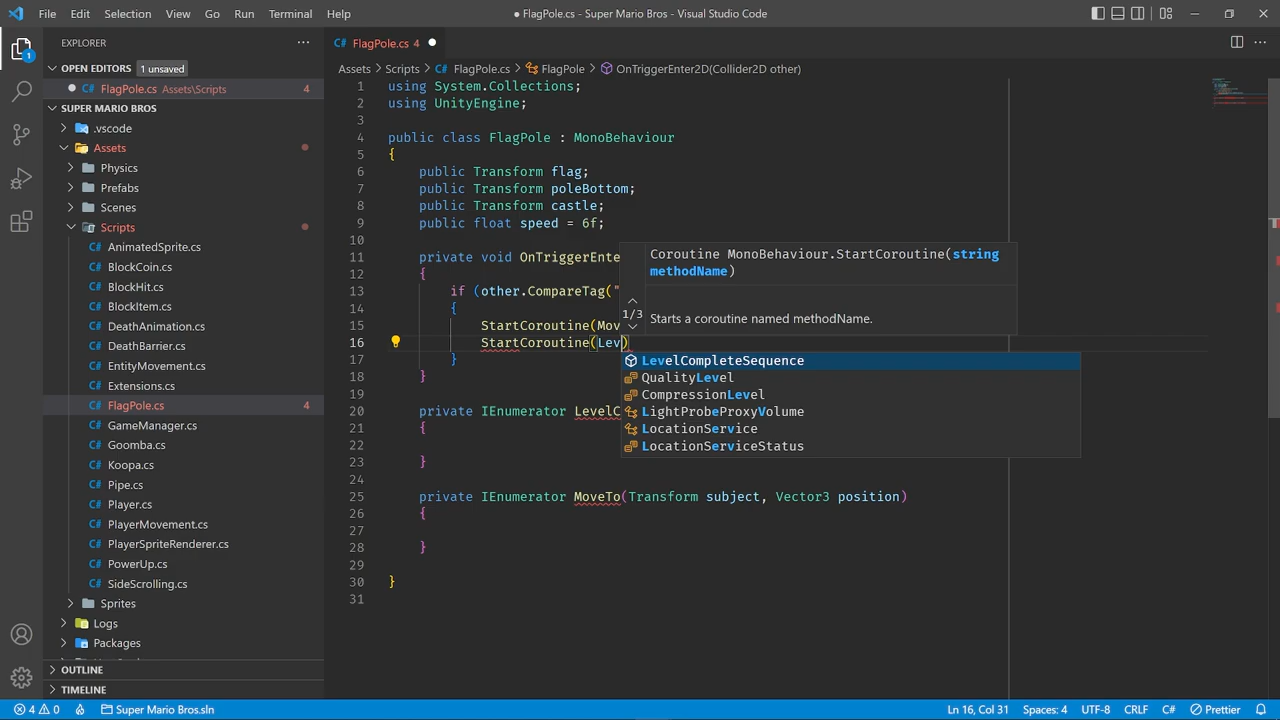 File Edit Selection View Go Run Terminal Help
● FlagPole.cs - Super Mario Bros - Visual Studio Code
EXPLORER
OPEN EDITORS 1 unsaved
FlagPole.cs Assets\Scripts 4
SUPER MARIO BROS
.vscode
Assets
Physics
Prefabs
Scenes
Scripts
AnimatedSprite.cs
BlockCoin.cs
BlockHit.cs
BlockItem.cs
DeathAnimation.cs
DeathBarrier.cs
EntityMovement.cs
Extensions.cs
FlagPole.cs 4
GameManager.cs
Goomba.cs
Koopa.cs
Pipe.cs
Player.cs
PlayerMovement.cs
PlayerSpriteRenderer.cs
PowerUp.cs
SideScrolling.cs
Sprites
Logs
Packages
OUTLINE
TIMELINE
1
FlagPole.cs 4
Assets > Scripts > FlagPole.cs > FlagPole > OnTriggerEnter2D(Collider2D other)
1 using System.Collections;
2 using UnityEngine;
3
4 public class FlagPole : MonoBehaviour
5 {
6 public Transform flag;
7 public Transform poleBottom;
8 public Transform castle;
9 public float speed = 6f;
10
11 private void OnTriggerEnte
12 {
13 if (other.CompareTag("
14 {
15 StartCoroutine(Mov
16 StartCoroutine(Lev)
17 }
18 }
19
20 private IEnumerator LevelC
21 {
22
23 }
24
25 private IEnumerator MoveTo(Transform subject, Vector3 position)
26 {
27
28 }
29
30 }
31
1/3
Coroutine MonoBehaviour.StartCoroutine(string
methodName)
Starts a coroutine named methodName.
LevelCompleteSequence
QualityLevel
CompressionLevel
LightProbeProxyVolume
LocationService
LocationServiceStatus
4 0 Super Mario Bros.sln Ln 16, Col 31 Spaces: 4 UTF-8 CRLF C# Prettier